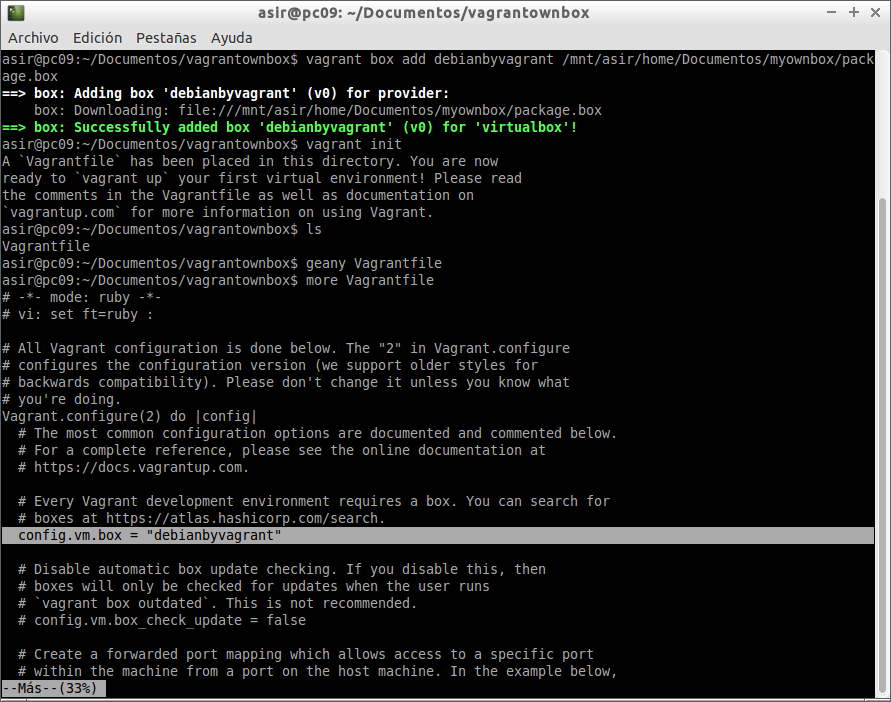 asir@pc09: ~/Documentos/vagrantownbox
Archivo Edición Pestañas Ayuda
asir@pc09:~/Documentos/vagrantownbox$ vagrant box add debianbyvagrant /mnt/asir/home/Documentos/myownbox/pack
age.box
==> box: Adding box 'debianbyvagrant' (v0) for provider:
    box: Downloading: file:///mnt/asir/home/Documentos/myownbox/package.box
==> box: Successfully added box 'debianbyvagrant' (v0) for 'virtualbox'!
asir@pc09:~/Documentos/vagrantownbox$ vagrant init
A `Vagrantfile` has been placed in this directory. You are now
ready to `vagrant up` your first virtual environment! Please read
the comments in the Vagrantfile as well as documentation on
`vagrantup.com` for more information on using Vagrant.
asir@pc09:~/Documentos/vagrantownbox$ ls
Vagrantfile
asir@pc09:~/Documentos/vagrantownbox$ geany Vagrantfile
asir@pc09:~/Documentos/vagrantownbox$ more Vagrantfile
# -*- mode: ruby -*-
# vi: set ft=ruby :

# All Vagrant configuration is done below. The "2" in Vagrant.configure
# configures the configuration version (we support older styles for
# backwards compatibility). Please don't change it unless you know what
# you're doing.
Vagrant.configure(2) do |config|
  # The most common configuration options are documented and commented below.
  # For a complete reference, please see the online documentation at
  # https://docs.vagrantup.com.

  # Every Vagrant development environment requires a box. You can search for
  # boxes at https://atlas.hashicorp.com/search.
  config.vm.box = "debianbyvagrant"

  # Disable automatic box update checking. If you disable this, then
  # boxes will only be checked for updates when the user runs
  # `vagrant box outdated`. This is not recommended.
  # config.vm.box_check_update = false

  # Create a forwarded port mapping which allows access to a specific port
  # within the machine from a port on the host machine. In the example below,
--Más--(33%)